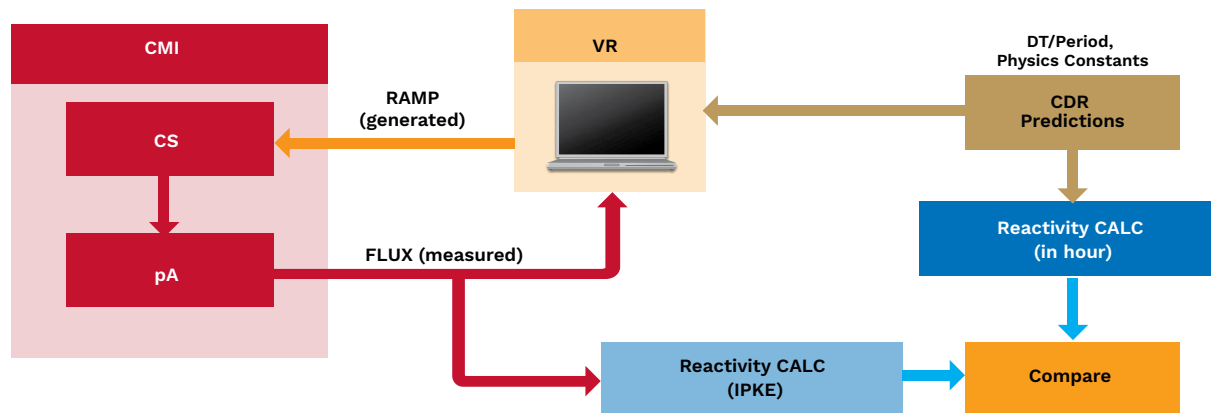 CMI
CS
pA
RAMP
(generated)
FLUX (measured)
VR
DT/Period,
Physics Constants
CDR
Predictions
Reactivity CALC
(in hour)
Reactivity CALC
(IPKE)
Compare